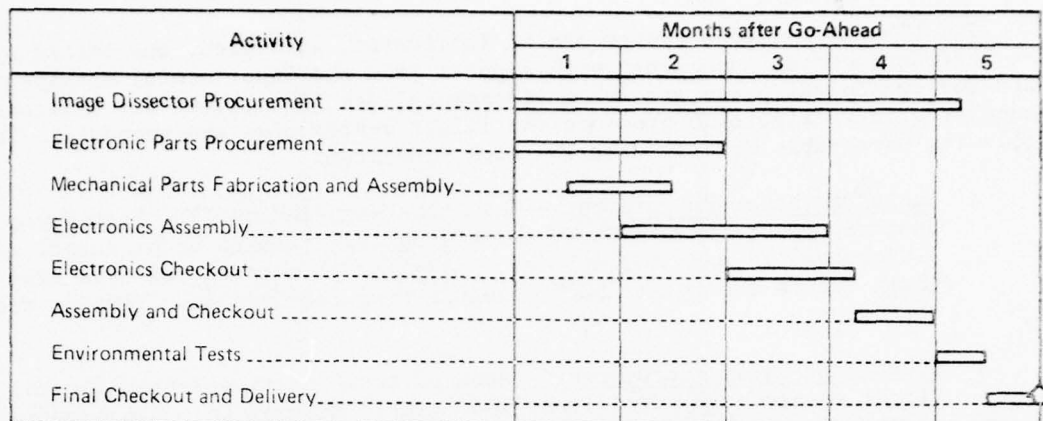 Activity
Months after Go-Ahead
1 2 3 4 5
Image Dissector Procurement
Electronic Parts Procurement
Mechanical Parts Fabrication and Assembly
Electronics Assembly
Electronics Checkout
Assembly and Checkout
Environmental Tests
Final Checkout and Delivery